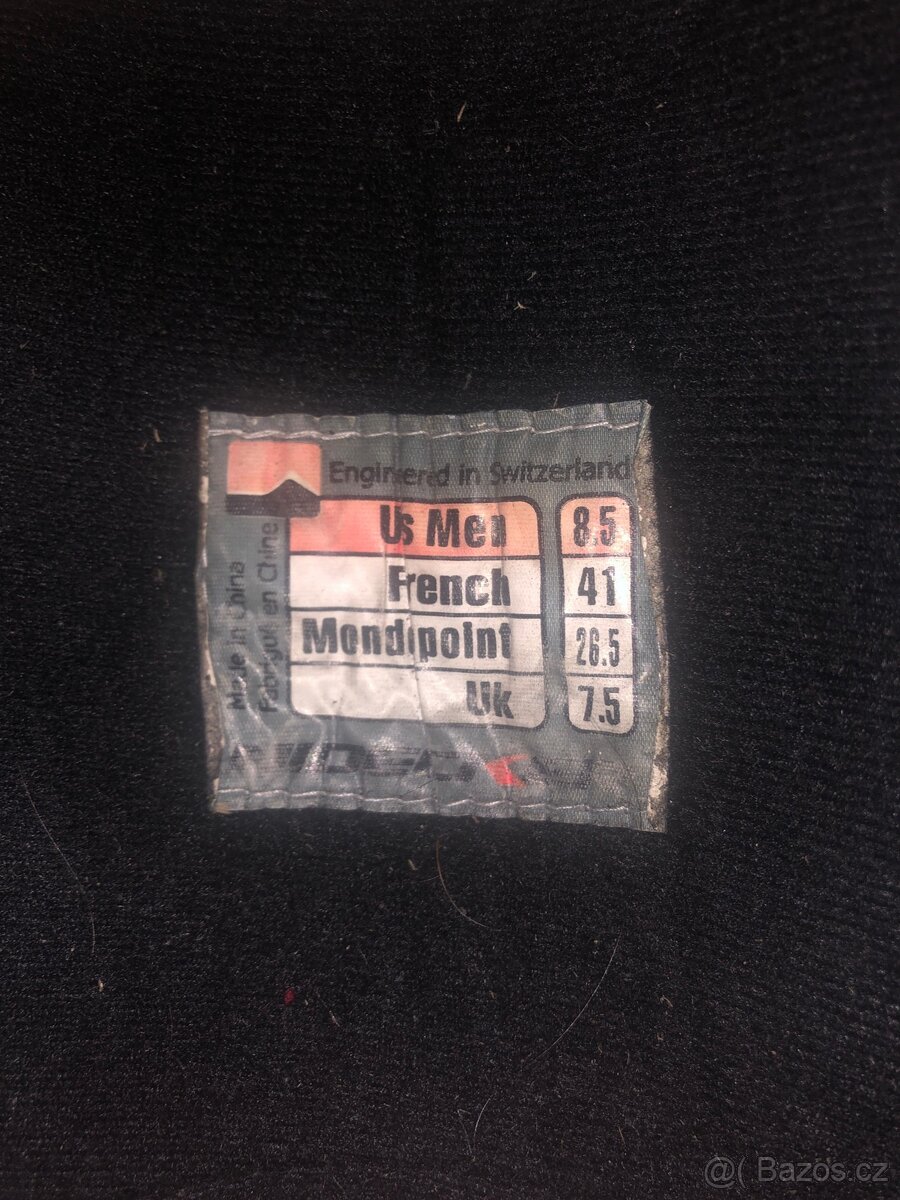 Engineered in Switzerland
Us Men 8.5
French 41
Mondopoint 26.5
Uk 7.5
Made in China
Fabriqué en Chine
@( Bazos.cz